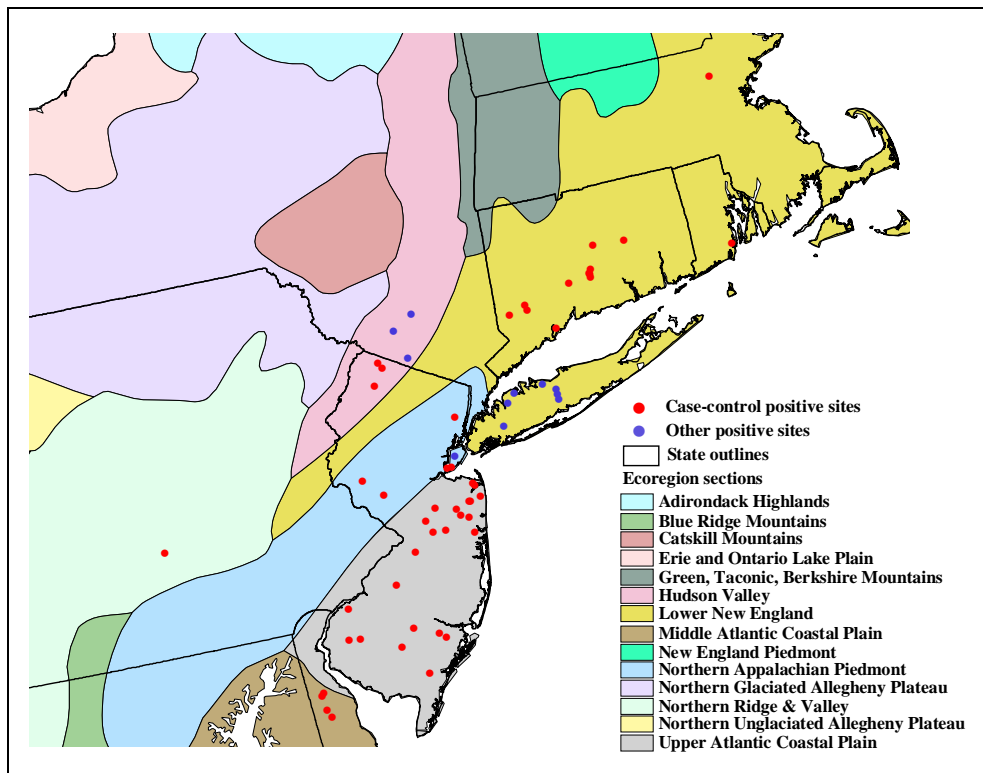 Case-control positive sites
Other positive sites
State outlines
Ecoregion sections
Adirondack Highlands
Blue Ridge Mountains
Catskill Mountains
Erie and Ontario Lake Plain
Green, Taconic, Berkshire Mountains
Hudson Valley
Lower New England
Middle Atlantic Coastal Plain
New England Piedmont
Northern Appalachian Piedmont
Northern Glaciated Allegheny Plateau
Northern Ridge & Valley
Northern Unglaciated Allegheny Plateau
Upper Atlantic Coastal Plain